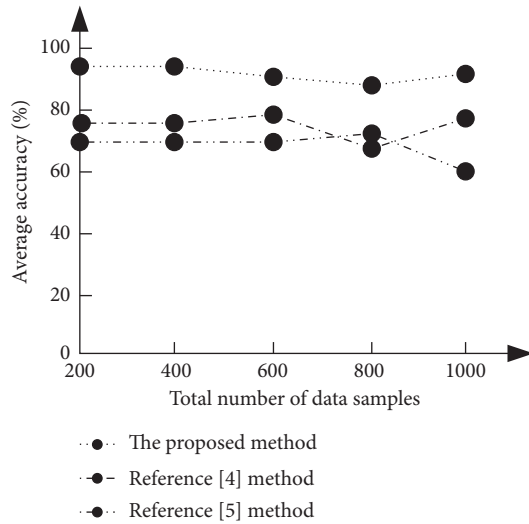 100
80
60
40
20
0
Average accuracy (%)
200 400 600 800 1000
Total number of data samples
The proposed method
Reference [4] method
Reference [5] method